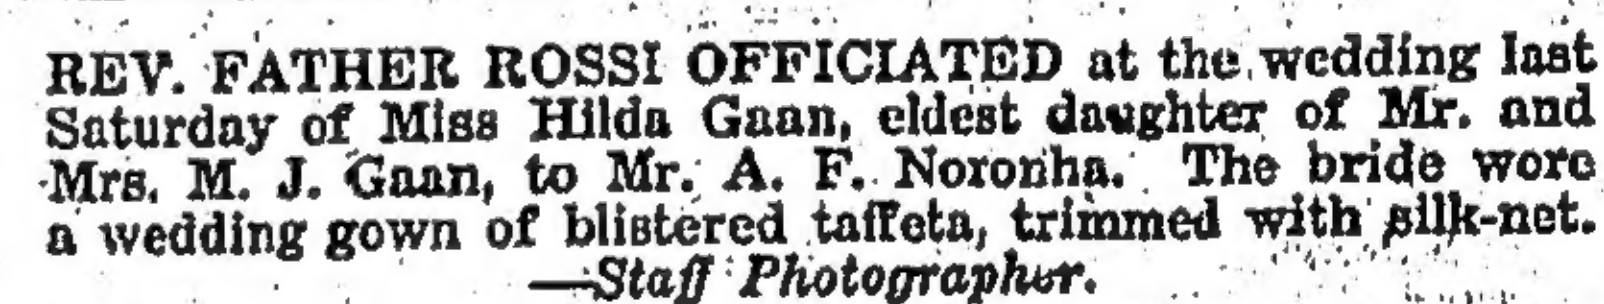 REV. FATHER ROSSI OFFICIATED at the wedding last
Saturday of Miss Hilda Gaan, eldest daughter of Mr. and
Mrs. M. J. Gaan, to Mr. A. F. Noronha. The bride wore
a wedding gown of blistered taffeta, trimmed with silk-net.
—Staff Photographer.